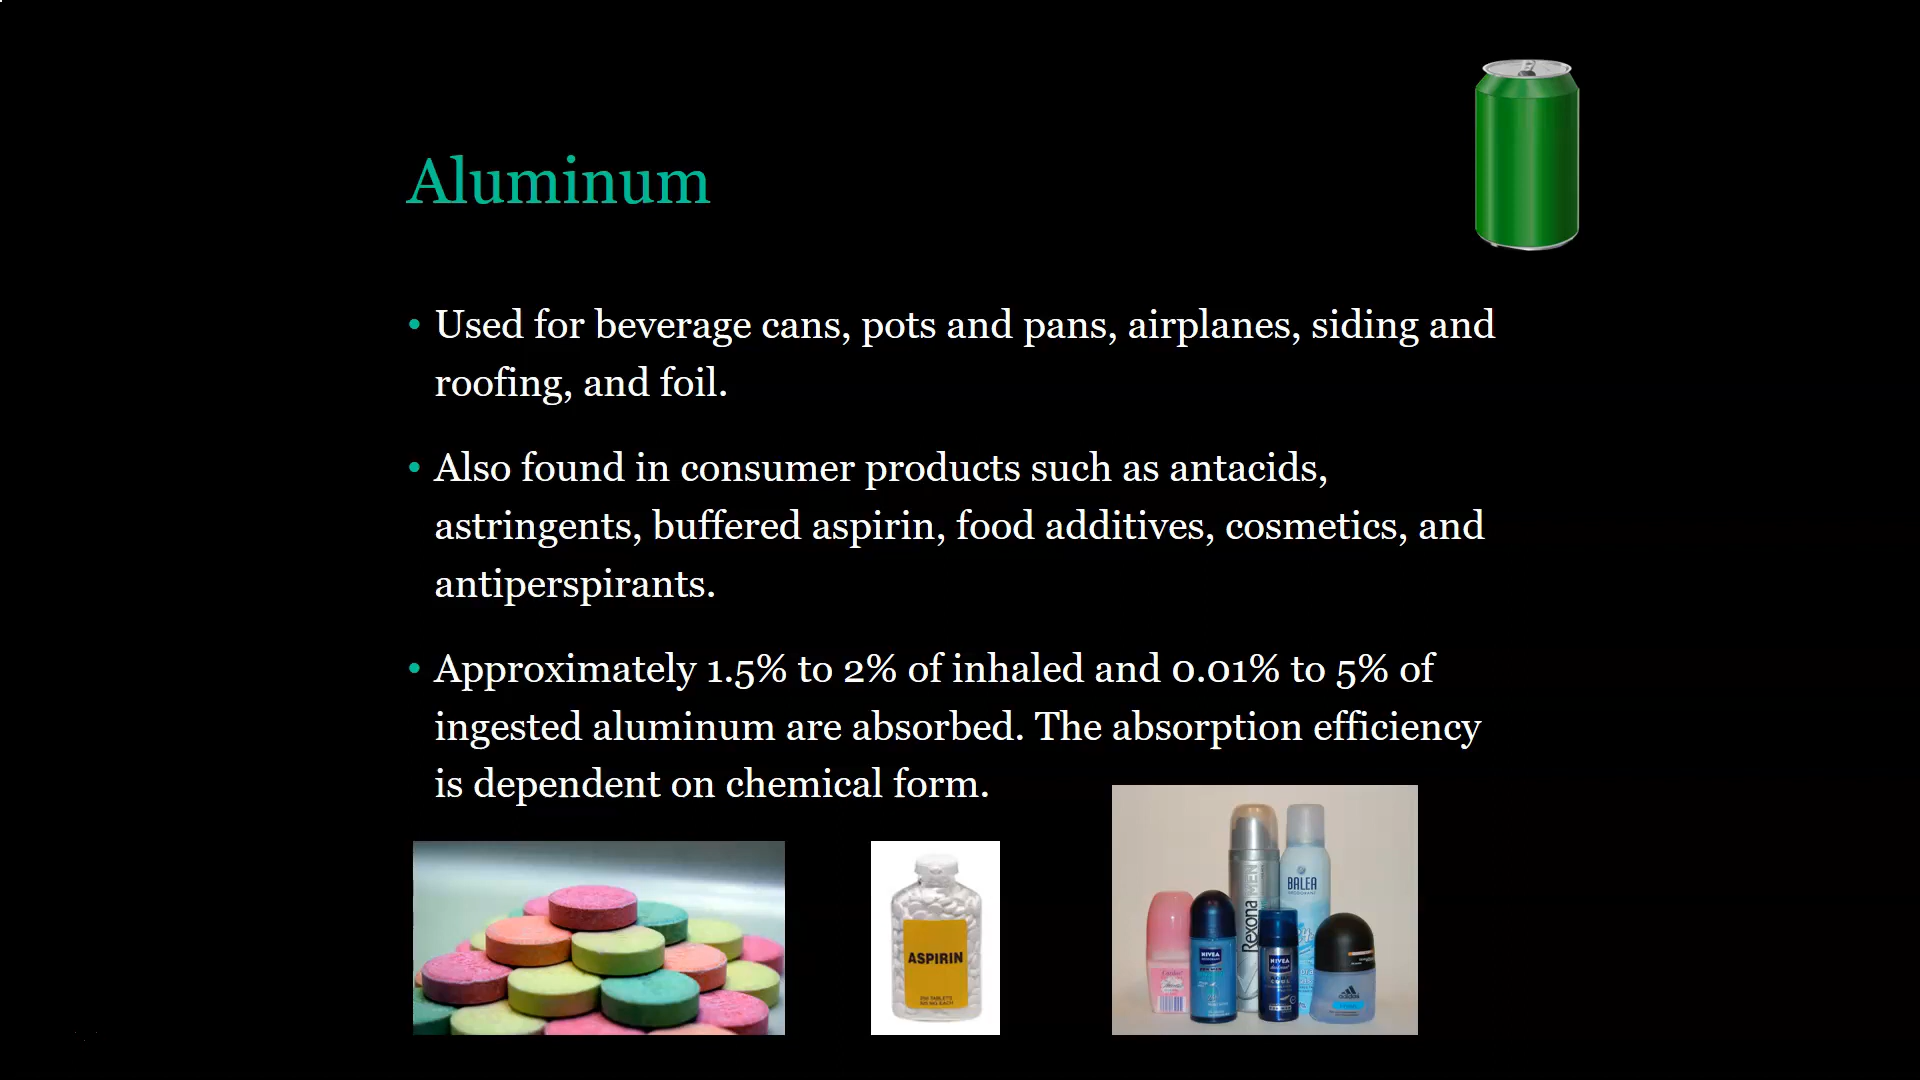 Aluminum
• Used for beverage cans, pots and pans, airplanes, siding and
roofing, and foil.
• Also found in consumer products such as antacids,
astringents, buffered aspirin, food additives, cosmetics, and
antiperspirants.
• Approximately 1.5% to 2% of inhaled and 0.01% to 5% of
ingested aluminum are absorbed. The absorption efficiency
is dependent on chemical form.
ASPIRIN
Rexona MEN
BALEA
NIVEA
NIVEA
adidas